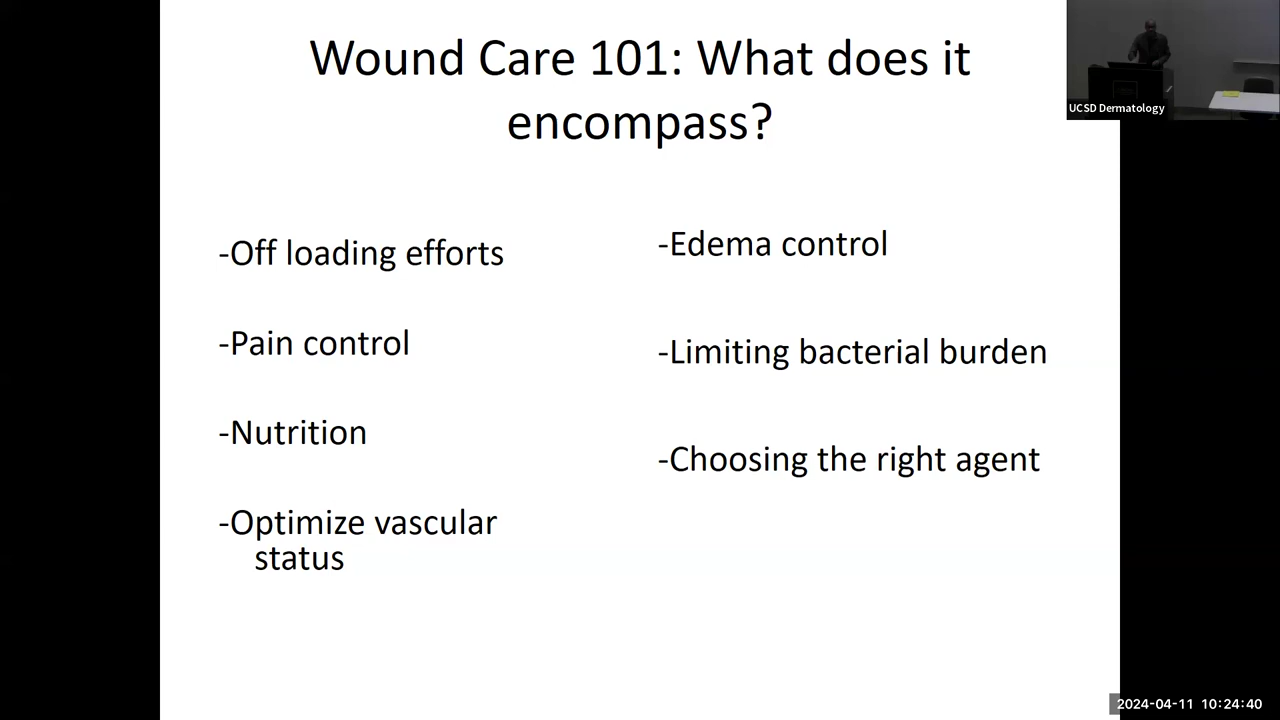 Wound Care 101: What does it
encompass?
-Off loading efforts
-Pain control
-Nutrition
-Optimize vascular
status
-Edema control
-Limiting bacterial burden
-Choosing the right agent
UCSD Dermatology
2024-04-11 10:24:40